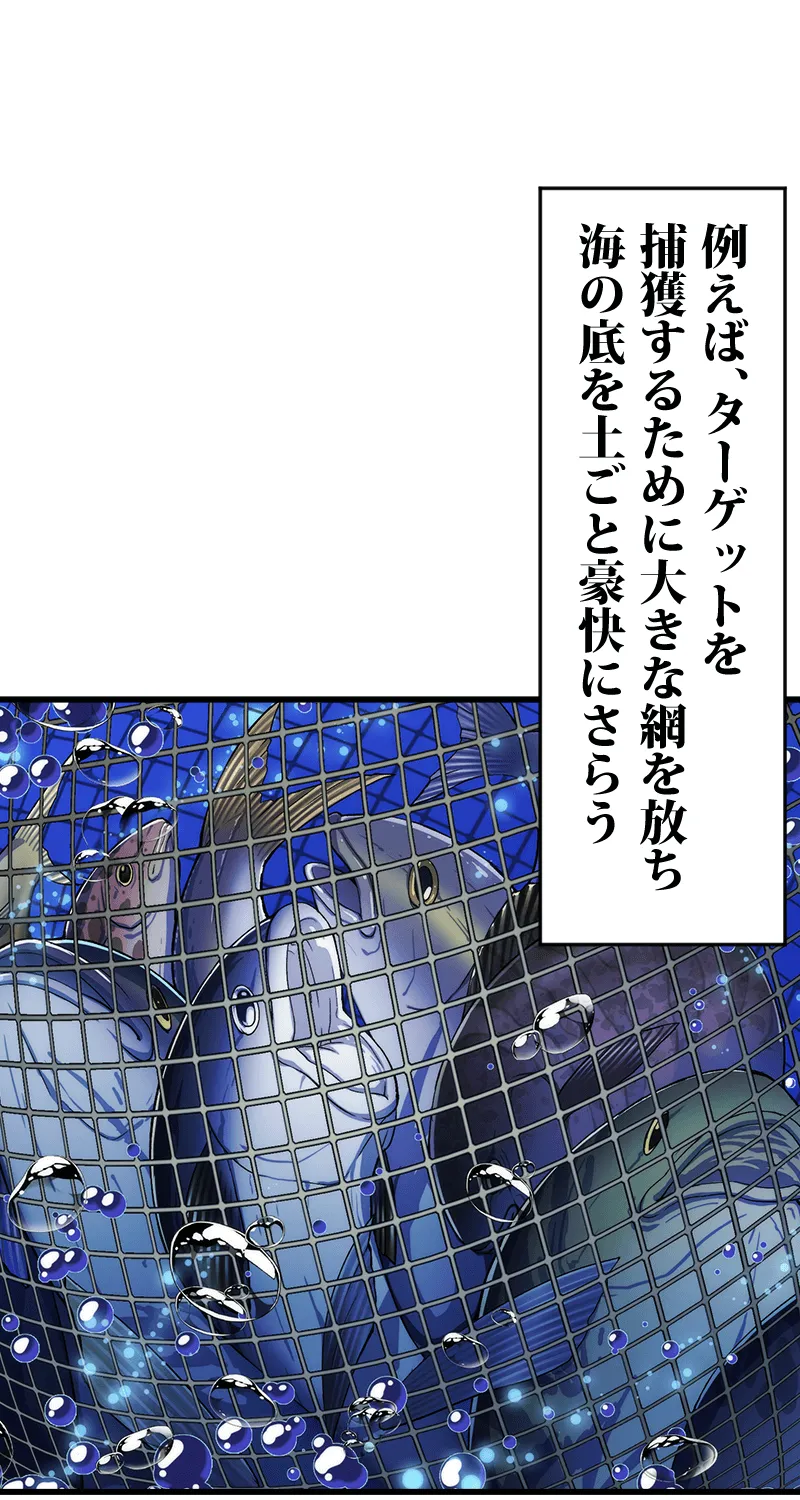 例えば、ターゲットを
捕獲するために大きな網を放ち
海の底を土ごと豪快にさらう